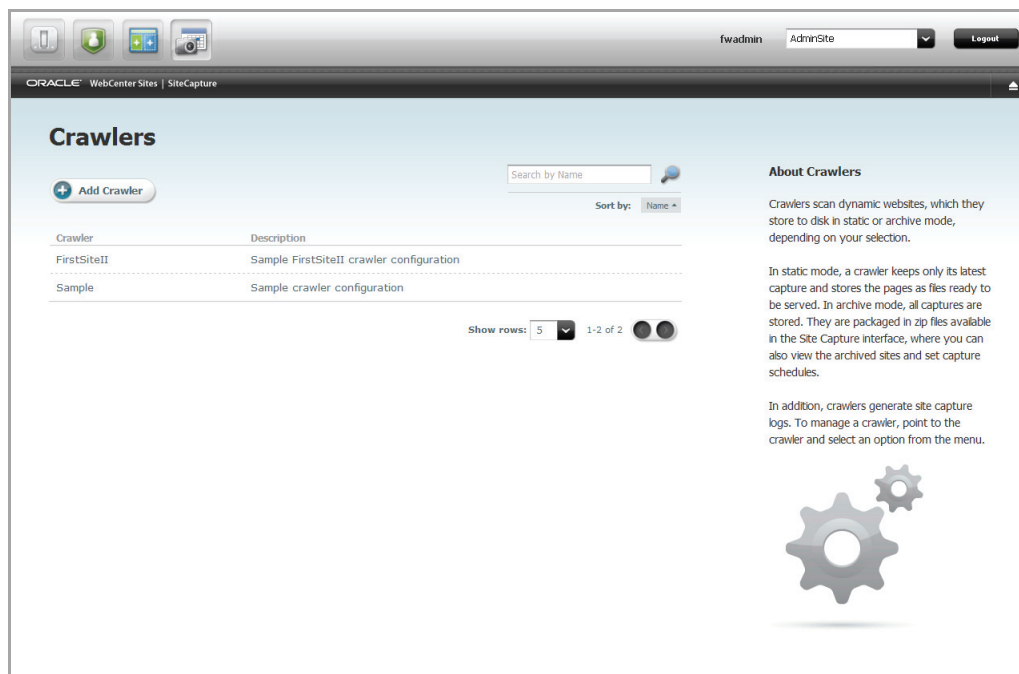 fwadmin AdminSite Logout
ORACLE® WebCenter Sites | SiteCapture
Crawlers
Add Crawler
Search by Name
Sort by: Name
Crawler Description
FirstSiteII Sample FirstSiteII crawler configuration
Sample Sample crawler configuration
Show rows: 5 1-2 of 2
About Crawlers
Crawlers scan dynamic websites, which they
store to disk in static or archive mode,
depending on your selection.
In static mode, a crawler keeps only its latest
capture and stores the pages as files ready to
be served. In archive mode, all captures are
stored. They are packaged in zip files available
in the Site Capture interface, where you can
also view the archived sites and set capture
schedules.
In addition, crawlers generate site capture
logs. To manage a crawler, point to the
crawler and select an option from the menu.